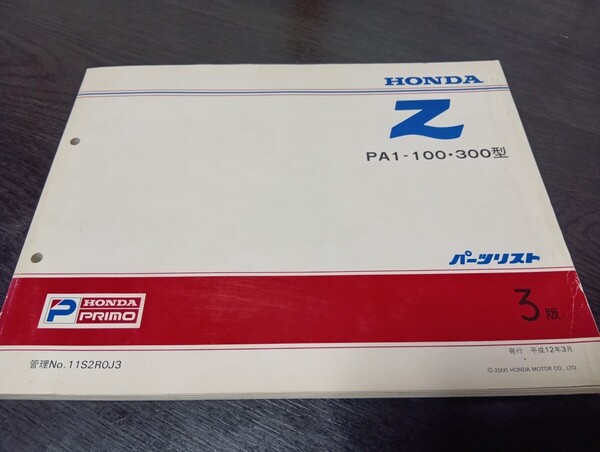 HONDA
Z
PA1-100・300型
パーツリスト
HONDA
PRIMO
3版
発行 平成12年3月
管理No.11S2R0J3
© 2000 HONDA MOTOR CO., LTD.